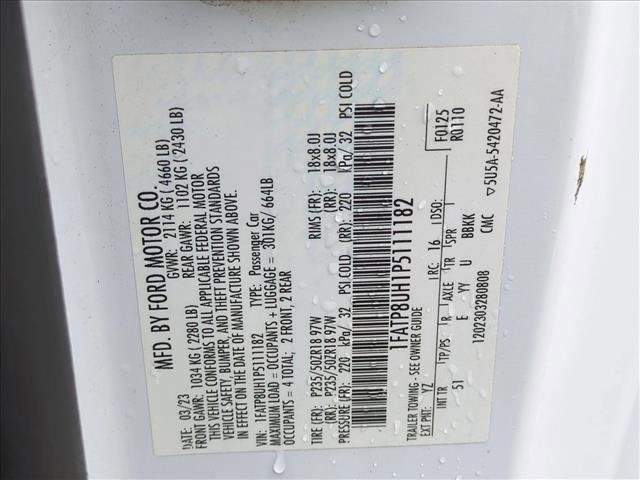 MFD. BY FORD MOTOR CO.
DATE: 03/23 GVWR: 2114 KG ( 4660 LB)
FRONT GAWR: 1034 KG (2280 LB) REAR GAWR: 1102 KG ( 2430 LB)
THIS VEHICLE CONFORMS TO ALL APPLICABLE FEDERAL MOTOR
VEHICLE SAFETY, BUMPER, AND THEFT PREVENTION STANDARDS
IN EFFECT ON THE DATE OF MANUFACTURE SHOWN ABOVE.
VIN: 1FATP8UH1P5111182 TYPE: Passenger Car
MAXIMUM LOAD = OCCUPANTS + LUGGAGE = 301KG/ 664LB
OCCUPANTS = 4 TOTAL; 2 FRONT, 2 REAR
TIRE (FR): P235/50ZR18 97W RIMS (FR): 18x8.0J
TIRE (RR): P235/50ZR18 97W (RR): 18x8.0J
PRESSURE (FR): 220 kPa/ 32 PSI COLD (RR): 220 kPa/ 32 PSI COLD
1FATP8UH1P5111182
TRAILER TOWING - SEE OWNER GUIDE
EXT PNT: YZ RC: 16 DSO: F0125
R0110
INT TR TP/PS R AXLE TR SPR
51 E YY U BBKK
1202303280808 CMC ▽5U5A-5420472-AA